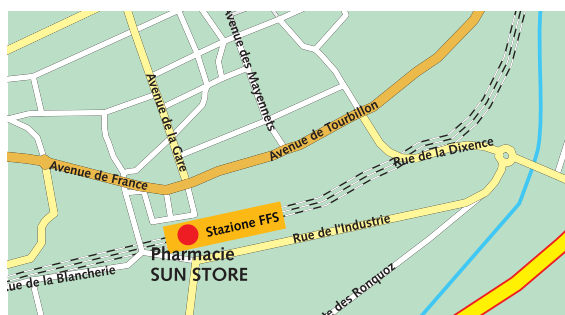 Avenue des Mayennets
Avenue de la Gare
Avenue de Tourbillon
Rue de la Dixence
Avenue de France
Stazione FFS
Rue de l'Industrie
Pharmacie
SUN STORE
de la Blancherie
des Ronquoz